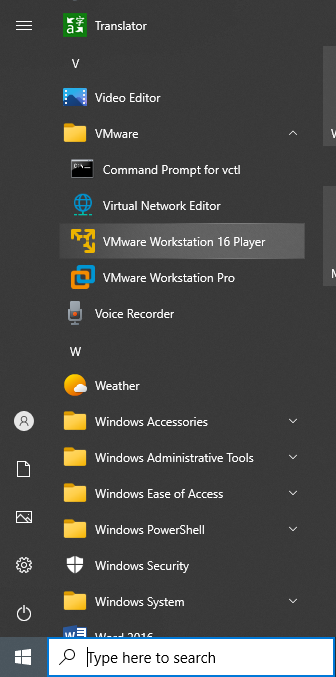 Translator
V
Video Editor
VMware
Command Prompt for vctl
Virtual Network Editor
VMware Workstation 16 Player
VMware Workstation Pro
Voice Recorder
W
Weather
Windows Accessories
Windows Administrative Tools
Windows Ease of Access
Windows PowerShell
Windows Security
Windows System
Word 2016
Type here to search